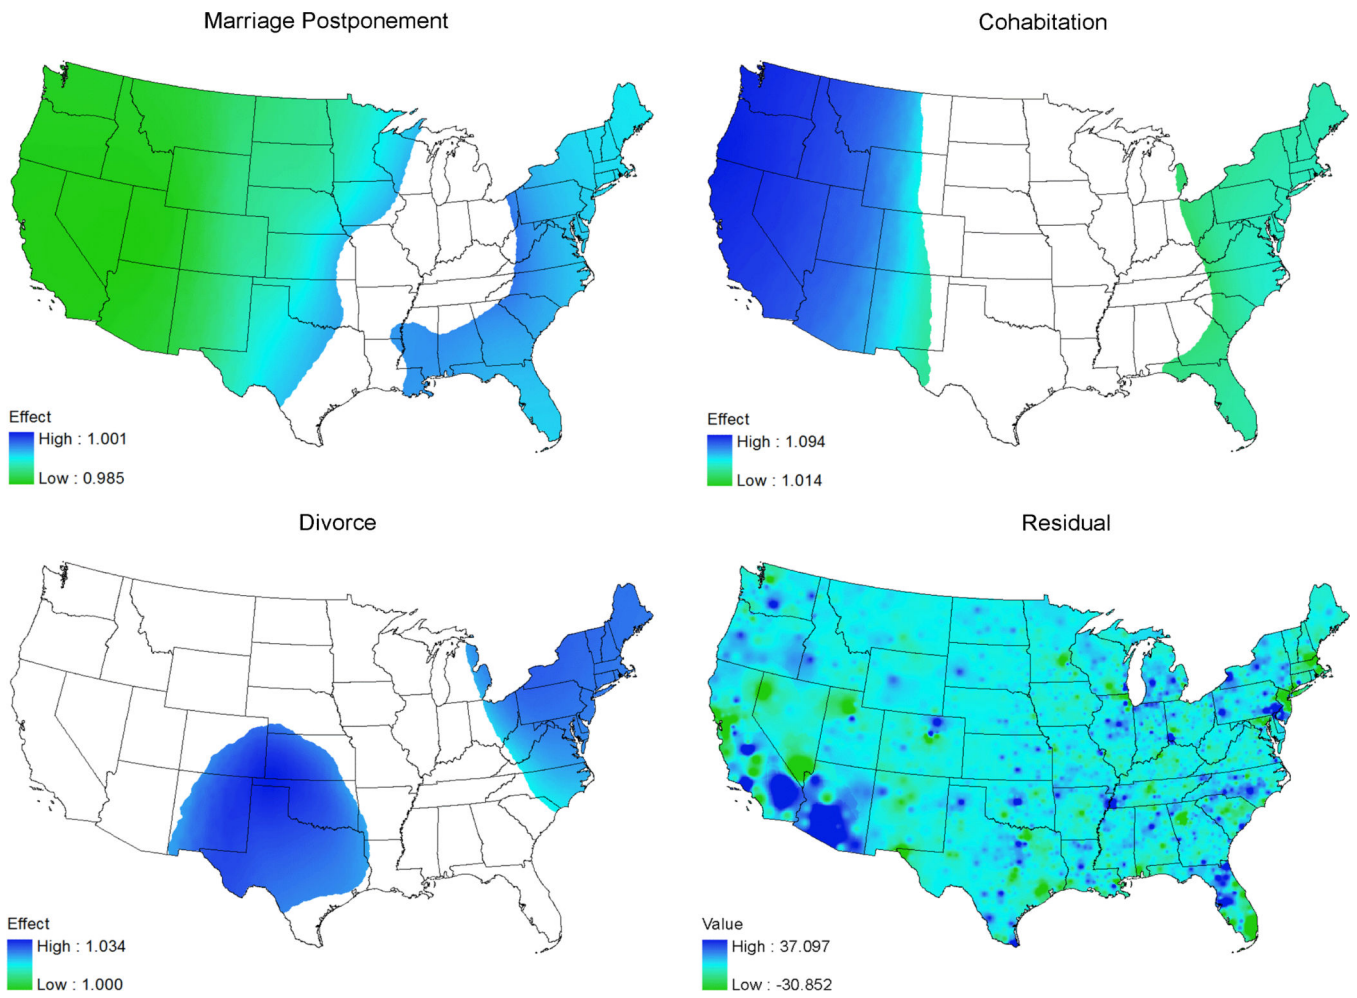 Marriage Postponement
Cohabitation
Effect
High : 1.001
Low : 0.985
Effect
High : 1.094
Low : 1.014
Divorce
Residual
Effect
High : 1.034
Low : 1.000
Value
High : 37.097
Low : -30.852